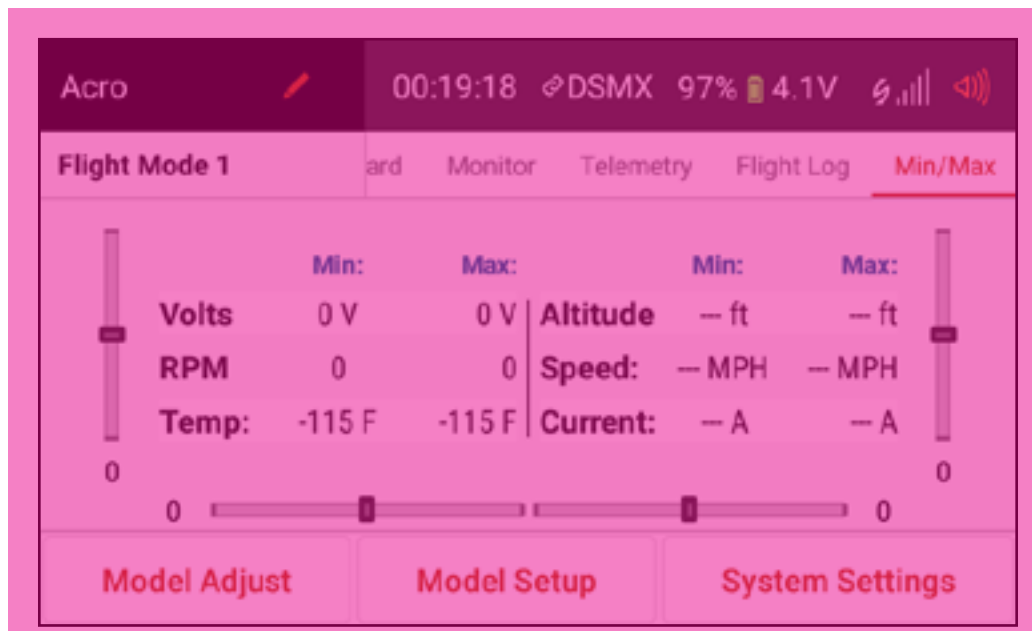 Acro 00:19:18 DSMX 97% 4.1V
Flight Mode 1 ard Monitor Telemetry Flight Log Min/Max
Min: Max: Min: Max:
Volts 0 V 0 V Altitude --- ft --- ft
RPM 0 0 Speed: --- MPH --- MPH
Temp: -115 F -115 F Current: --- A --- A
0 0
0 0
Model Adjust Model Setup System Settings